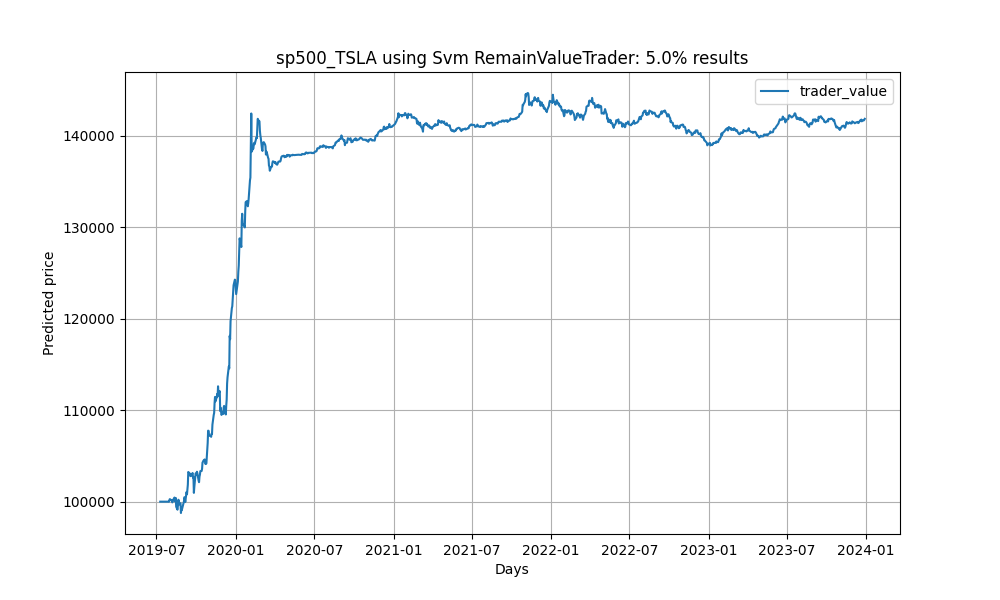 sp500_TSLA using Svm RemainValueTrader: 5.0% results
trader_value
140000
130000
120000
110000
100000
Predicted price
2019-07 2020-01 2020-07 2021-01 2021-07 2022-01 2022-07 2023-01 2023-07 2024-01
Days